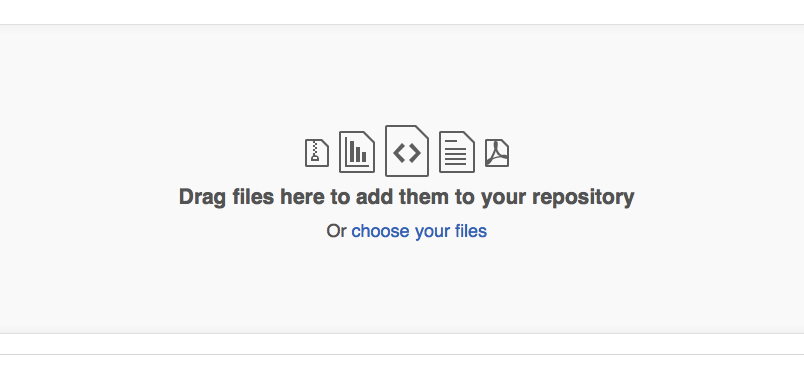 Drag files here to add them to your repository
Or choose your files